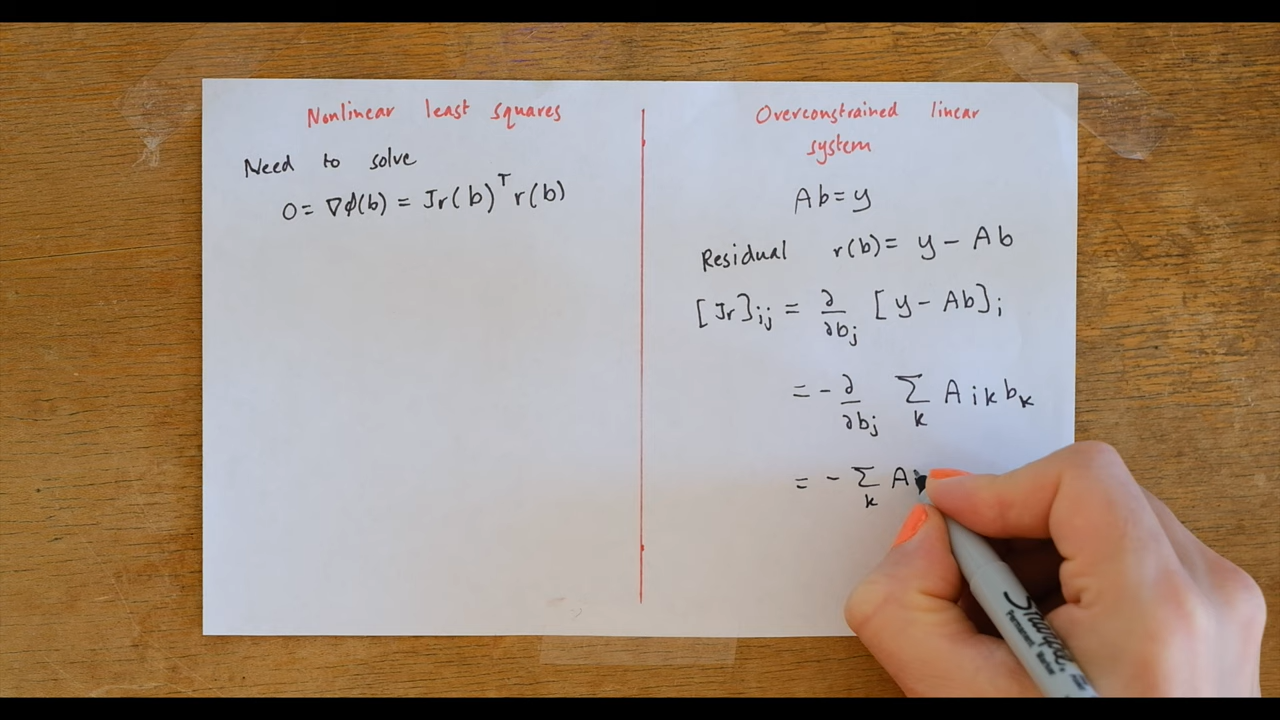 Nonlinear least squares
Need to solve
0 = ∇φ(b) = Jr(b)ᵀ r(b)
Overconstrained linear
system
Ab = y
Residual r(b) = y - Ab
[Jr]ij = ∂/∂bj [y - Ab]i
= - ∂/∂bj Σk Aik bk
= - Σk A
Sharpie